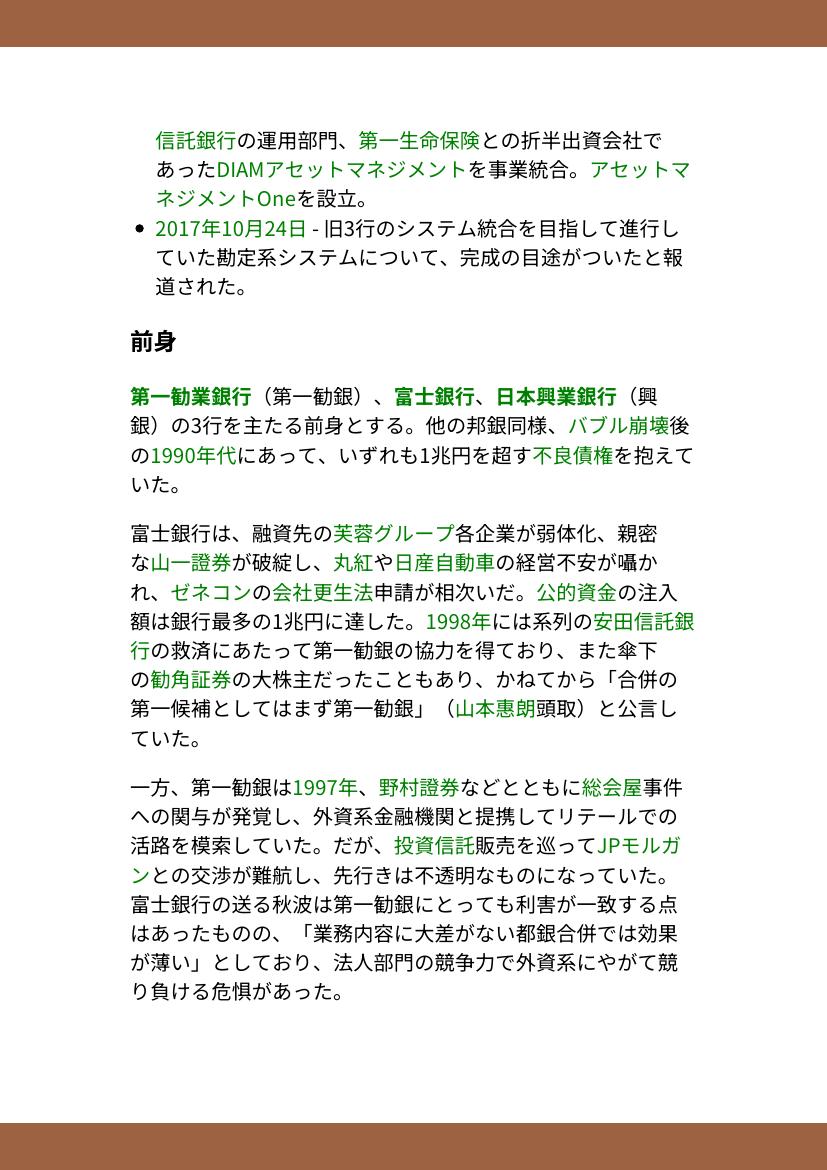 信託銀行の運用部門、第一生命保険との折半出資会社で
あったDIAMアセットマネジメントを事業統合。アセットマ
ネジメントOneを設立。
• 2017年10月24日 - 旧3行のシステム統合を目指して進行し
ていた勘定系システムについて、完成の目途がついたと報
道された。
前身
第一勧業銀行（第一勧銀）、富士銀行、日本興業銀行（興
銀）の3行を主たる前身とする。他の邦銀同様、バブル崩壊後
の1990年代にあって、いずれも1兆円を超す不良債権を抱えて
いた。
富士銀行は、融資先の芙蓉グループ各企業が弱体化、親密
な山一證券が破綻し、丸紅や日産自動車の経営不安が囁か
れ、ゼネコンの会社更生法申請が相次いだ。公的資金の注入
額は銀行最多の1兆円に達した。1998年には系列の安田信託銀
行の救済にあたって第一勧銀の協力を得ており、また傘下
の勧角証券の大株主だったこともあり、かねてから「合併の
第一候補としてはまず第一勧銀」（山本惠朗頭取）と公言し
ていた。
一方、第一勧銀は1997年、野村證券などとともに総会屋事件
への関与が発覚し、外資系金融機関と提携してリテールでの
活路を模索していた。だが、投資信託販売を巡ってJPモルガ
ンとの交渉が難航し、先行きは不透明なものになっていた。
富士銀行の送る秋波は第一勧銀にとっても利害が一致する点
はあったものの、「業務内容に大差がない都銀合併では効果
が薄い」としており、法人部門の競争力で外資系にやがて競
り負ける危惧があった。